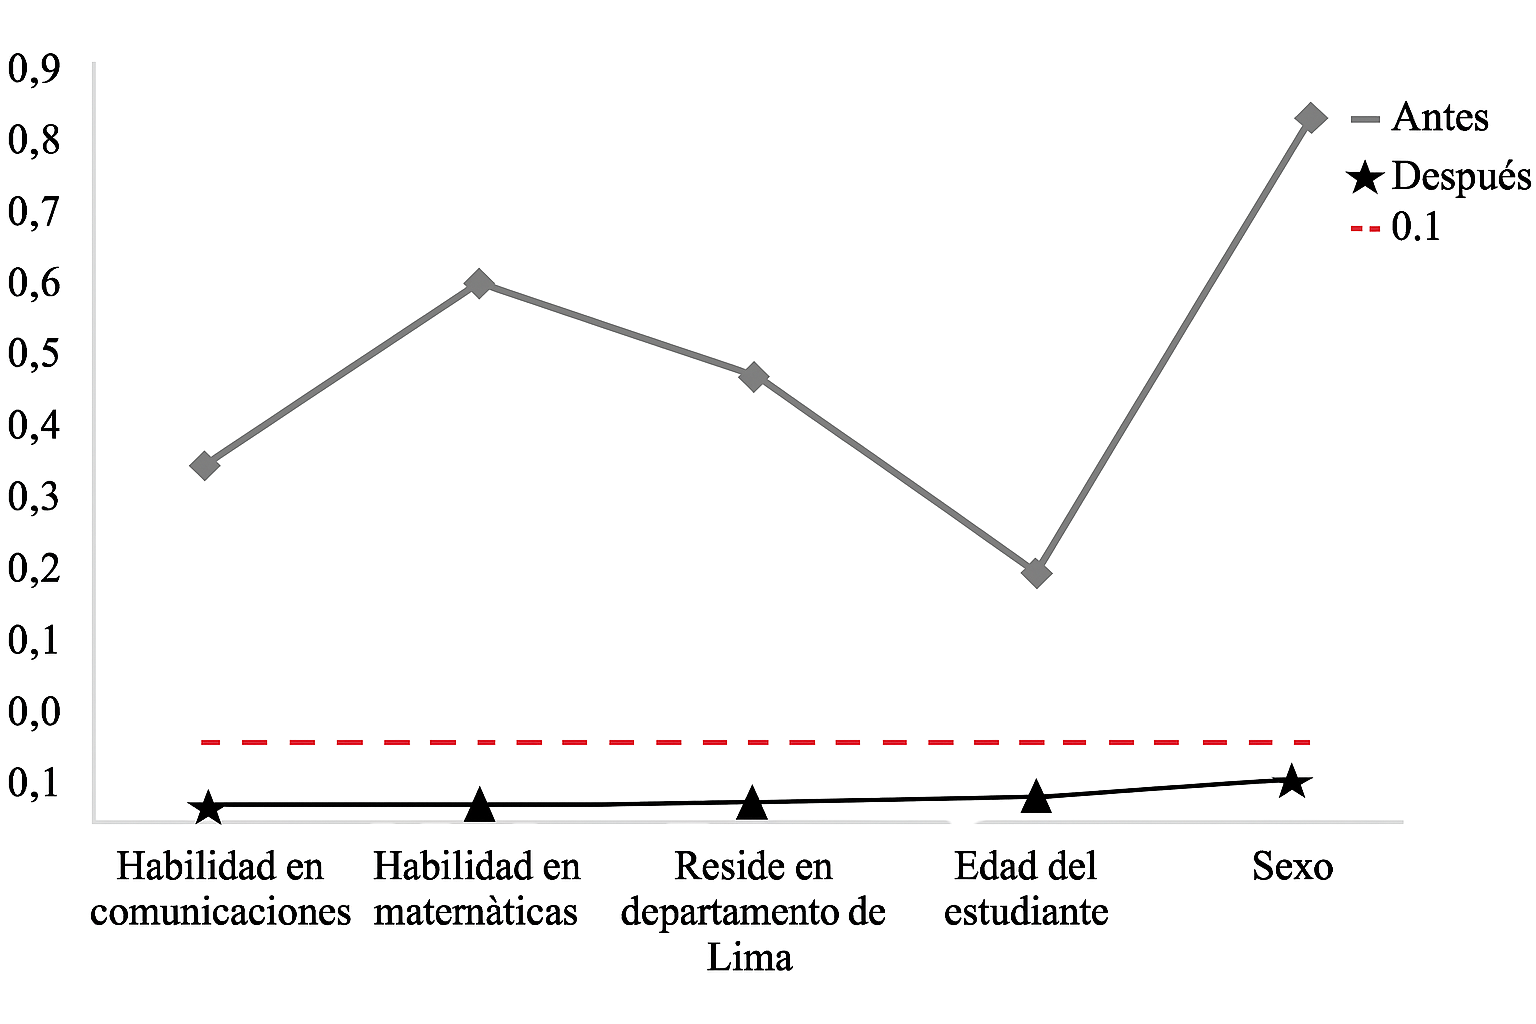 0,9
0,8
0,7
0,6
0,5
0,4
0,3
0,2
0,1
0,0
0,1
Antes
Después
0.1
Habilidad en
comunicaciones
Habilidad en
maternàticas
Reside en
departamento de
Lima
Edad del
estudiante
Sexo